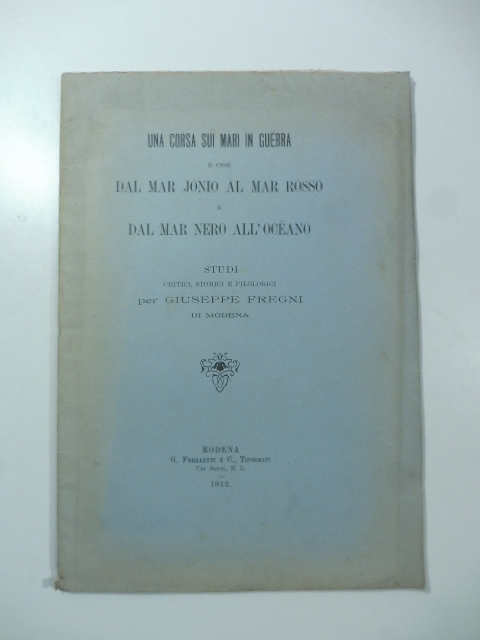 UNA CORSA SUI MARI IN GUERRA
E CIOÈ
DAL MAR JONIO AL MAR ROSSO
E
DAL MAR NERO ALL'OCÉANO
STUDI
CRITICI, STORICI E FILOLOGICI
per GIUSEPPE FREGNI
DI MODENA
MODENA
G. FERRAGUTI E C., TIPOGRAFI
Via Servi, N. 5.
1912.